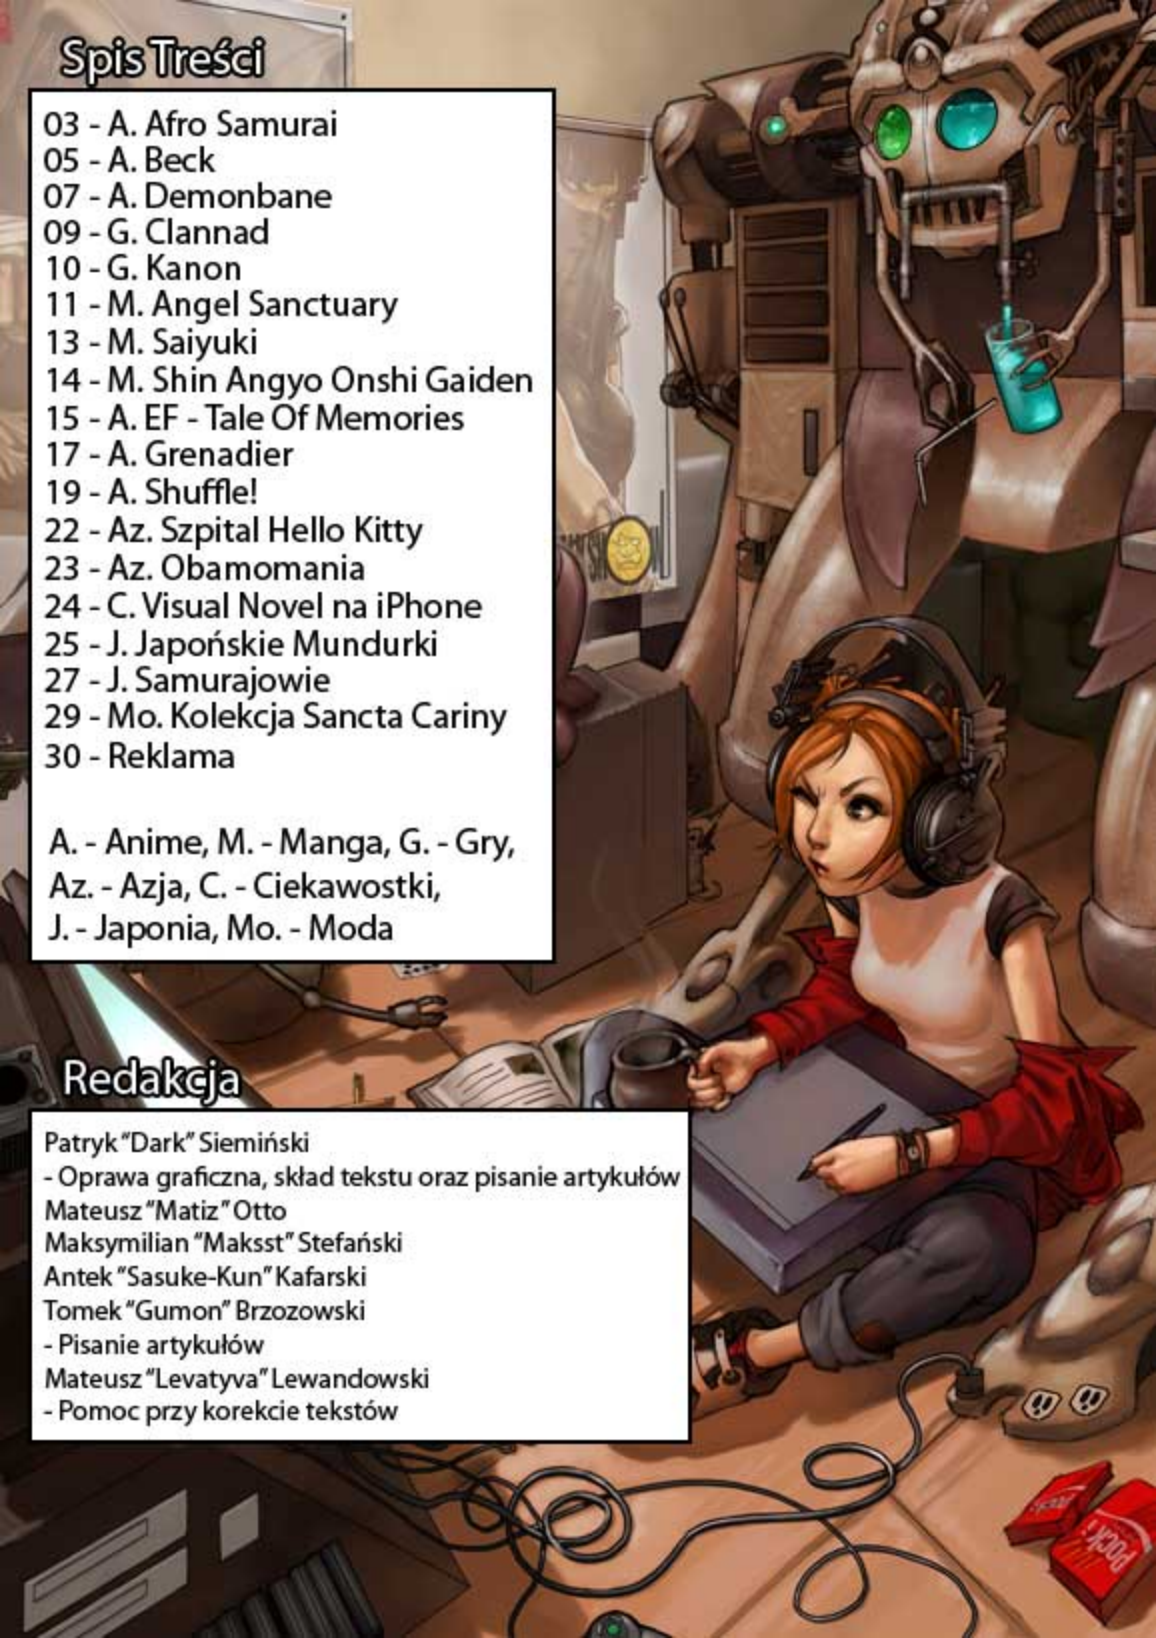 Spis Treści
03 - A. Afro Samurai
05 - A. Beck
07 - A. Demonbane
09 - G. Clannad
10 - G. Kanon
11 - M. Angel Sanctuary
13 - M. Saiyuki
14 - M. Shin Angyo Onshi Gaiden
15 - A. EF - Tale Of Memories
17 - A. Grenadier
19 - A. Shuffle!
22 - Az. Szpital Hello Kitty
23 - Az. Obamomania
24 - C. Visual Novel na iPhone
25 - J. Japońskie Mundurki
27 - J. Samurajowie
29 - Mo. Kolekcja Sancta Cariny
30 - Reklama
A. - Anime, M. - Manga, G. - Gry,
Az. - Azja, C. - Ciekawostki,
J. - Japonia, Mo. - Moda
Redakcja
Patryk "Dark" Siemiński
- Oprawa graficzna, skład tekstu oraz pisanie artykułów
Mateusz "Matiz" Otto
Maksymilian "Maksst" Stefański
Antek "Sasuke-Kun" Kafarski
Tomek "Gumon" Brzozowski
- Pisanie artykułów
Mateusz "Levatyva" Lewandowski
- Pomoc przy korekcie tekstów
Pocky